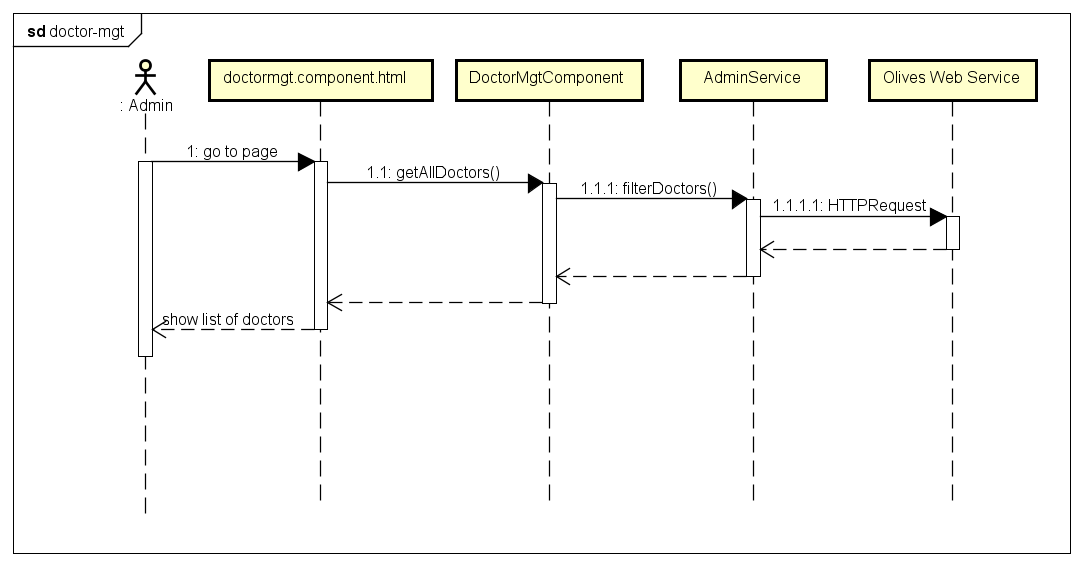 sd doctor-mgt
: Admin
doctormgt.component.html
DoctorMgtComponent
AdminService
Olives Web Service
1: go to page
1.1: getAllDoctors()
1.1.1: filterDoctors()
1.1.1.1: HTTPRequest
show list of doctors